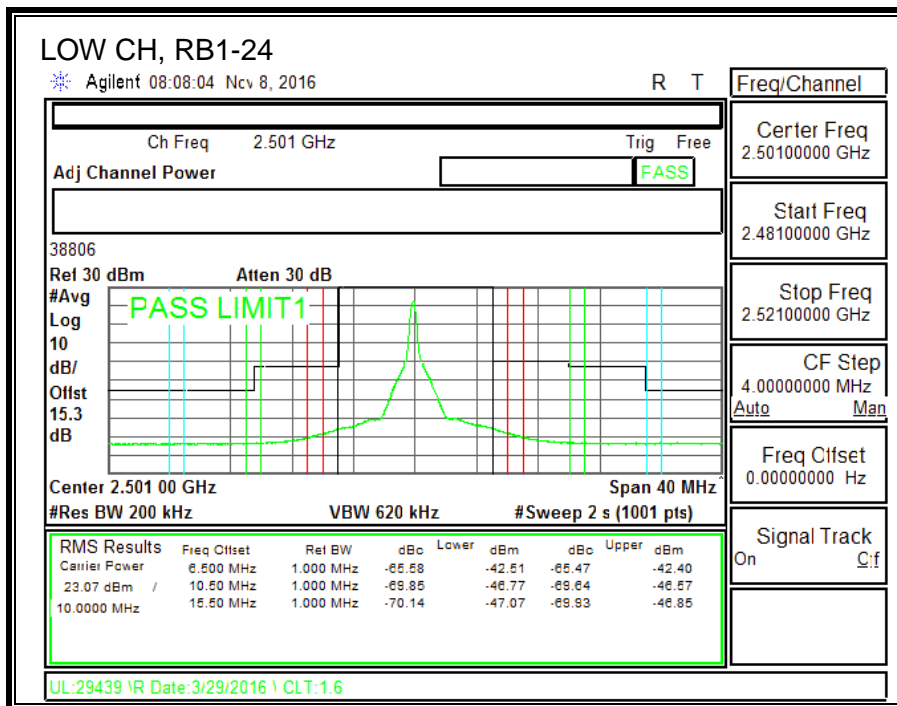 LOW CH, RB1-24
Agilent 08:08:04 Nov 8, 2016 R T
Freq/Channel
Ch Freq 2.501 GHz Trig Free
Adj Channel Power PASS
Center Freq
2.50100000 GHz
Start Freq
2.48100000 GHz
Stop Freq
2.52100000 GHz
CF Step
4.00000000 MHz
Auto Man
Freq Offset
0.00000000 Hz
Signal Track
On Off
38806
Ref 30 dBm Atten 30 dB
#Avg
Log
10
dB/
Offst
15.3
dB
PASS LIMIT1
Center 2.501 00 GHz Span 40 MHz
#Res BW 200 kHz VBW 620 kHz #Sweep 2 s (1001 pts)
RMS Results Freq Offset Ref BW dBc Lower dBm dBc Upper dBm
Carrier Power 6.500 MHz 1.000 MHz -65.58 -42.51 -65.47 -42.40
23.07 dBm / 10.50 MHz 1.000 MHz -69.85 -46.77 -69.64 -46.57
10.0000 MHz 15.50 MHz 1.000 MHz -70.14 -47.07 -69.93 -46.85
UL:29439 \R Date:3/29/2016 \ CLT:1.6